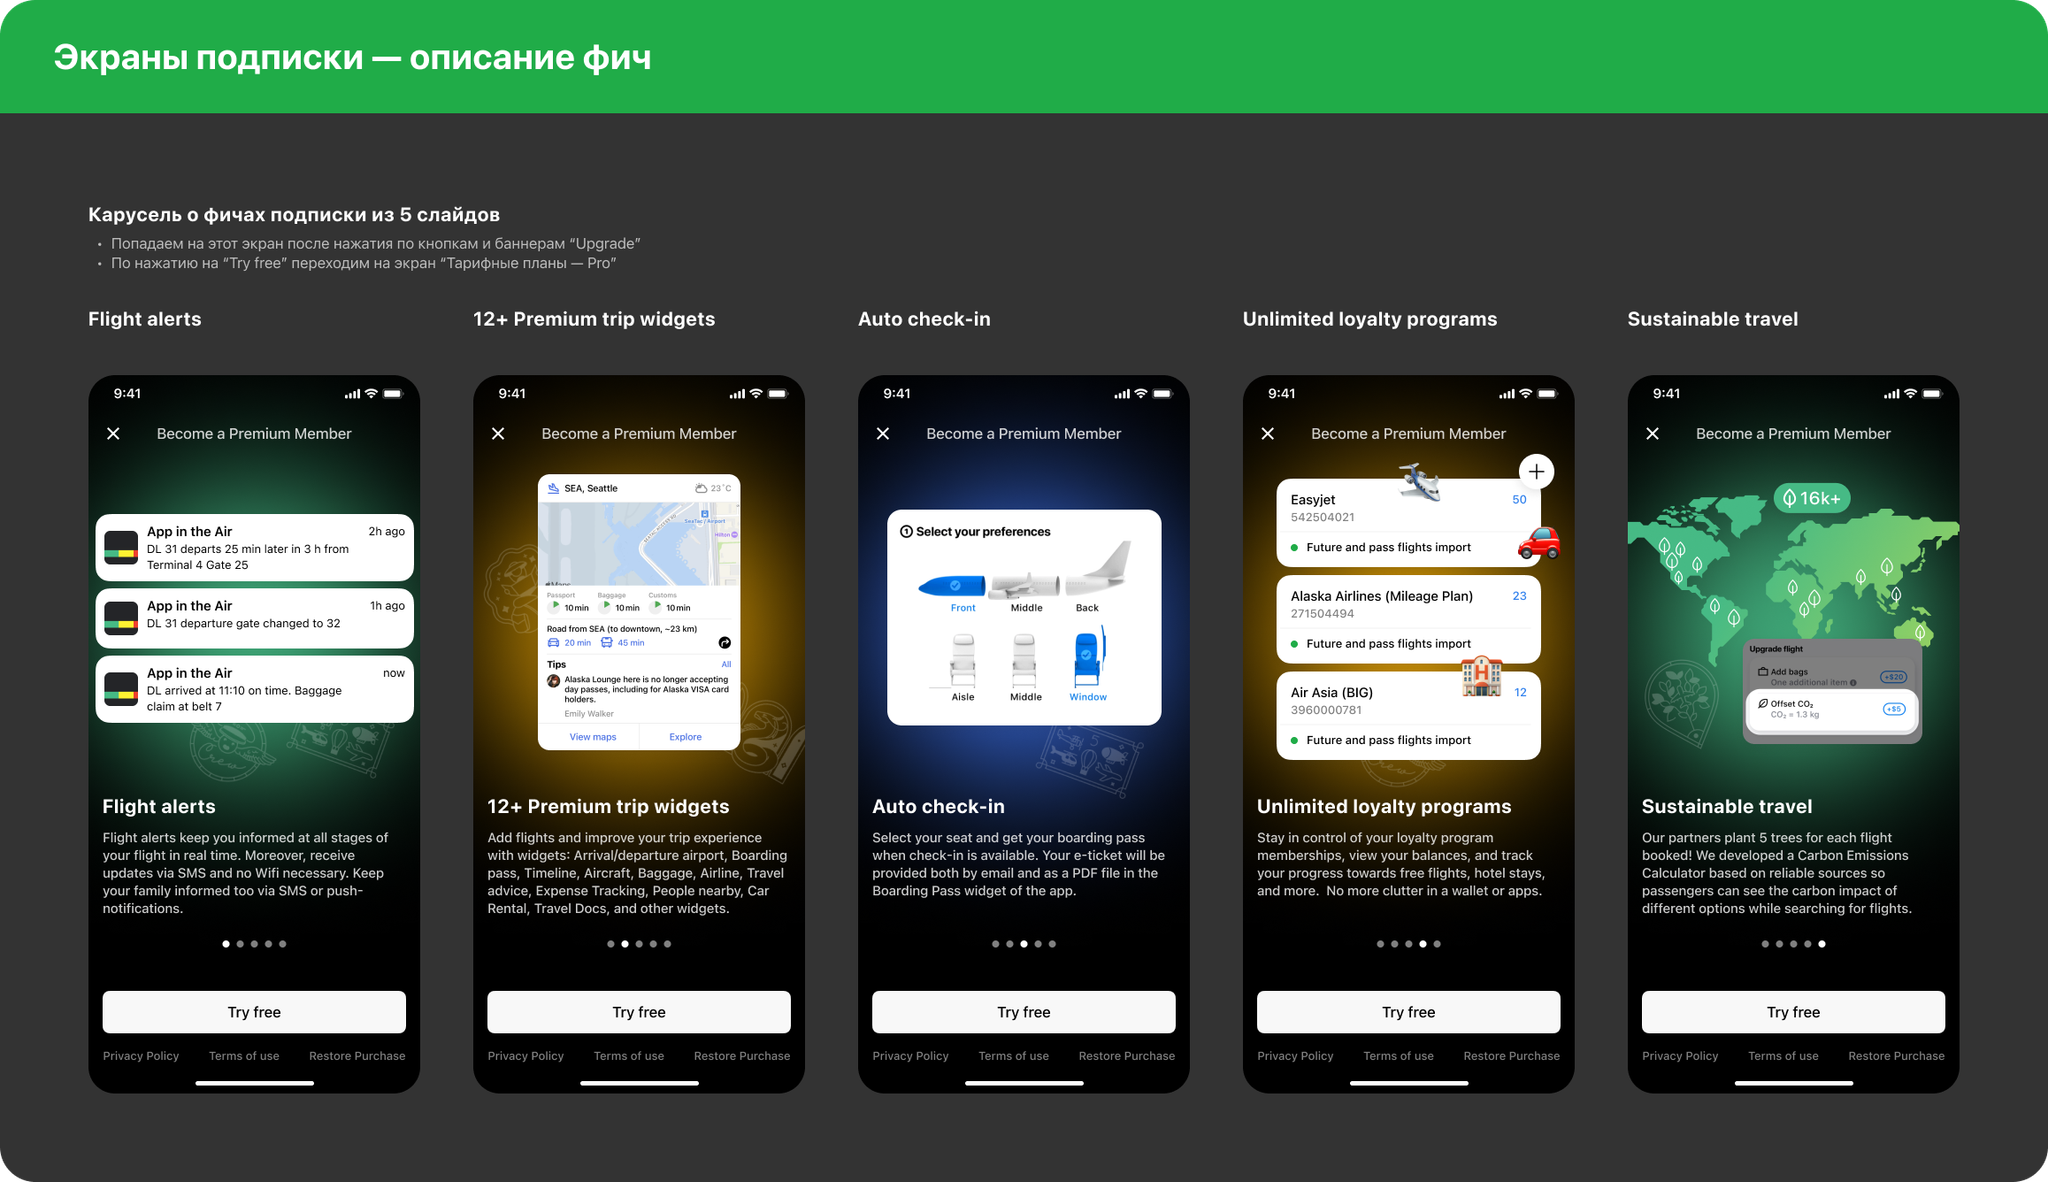 Экраны подписки — описание фич
Карусель о фичах подписки из 5 слайдов
• Попадаем на этот экран после нажатия по кнопкам и баннерам “Upgrade”
• По нажатию на “Try free” переходим на экран “Тарифные планы — Pro”
Flight alerts
9:41
Become a Premium Member
App in the Air
2h ago
DL 31 departs 25 min later in 3 h from
Terminal 4 Gate 25
App in the Air
1h ago
DL 31 departure gate changed to 32
App in the Air
now
DL arrived at 11:10 on time. Baggage
claim at belt 7
Flight alerts
Flight alerts keep you informed at all stages of
your flight in real time. Moreover, receive
updates via SMS and no Wifi necessary. Keep
your family informed too via SMS or push-
notifications.
Try free
Privacy Policy
Terms of use
Restore Purchase
12+ Premium trip widgets
9:41
Become a Premium Member
SEA, Seattle
23°C
SeaTac / Airport
Hilton
Maps
Passport
Baggage
Customs
10 min
10 min
10 min
Road from SEA (to downtown, ~23 km)
20 min
45 min
Tips
All
Alaska Lounge here is no longer accepting
day passes, including for Alaska VISA card
holders.
Emily Walker
View maps
Explore
12+ Premium trip widgets
Add flights and improve your trip experience
with widgets: Arrival/departure airport, Boarding
pass, Timeline, Aircraft, Baggage, Airline, Travel
advice, Expense Tracking, People nearby, Car
Rental, Travel Docs, and other widgets.
Try free
Privacy Policy
Terms of use
Restore Purchase
Auto check-in
9:41
Become a Premium Member
1 Select your preferences
Front
Middle
Back
Aisle
Middle
Window
Auto check-in
Select your seat and get your boarding pass
when check-in is available. Your e-ticket will be
provided both by email and as a PDF file in the
Boarding Pass widget of the app.
Try free
Privacy Policy
Terms of use
Restore Purchase
Unlimited loyalty programs
9:41
Become a Premium Member
Easyjet
50
542504021
Future and pass flights import
Alaska Airlines (Mileage Plan)
23
271504494
Future and pass flights import
Air Asia (BIG)
12
3960000781
Future and pass flights import
Unlimited loyalty programs
Stay in control of your loyalty program
memberships, view your balances, and track
your progress towards free flights, hotel stays,
and more. No more clutter in a wallet or apps.
Try free
Privacy Policy
Terms of use
Restore Purchase
Sustainable travel
9:41
Become a Premium Member
16k+
Upgrade flight
Add bags
One additional item
+$20
Offset CO₂
CO₂ = 1.3 kg
+$5
Sustainable travel
Our partners plant 5 trees for each flight
booked! We developed a Carbon Emissions
Calculator based on reliable sources so
passengers can see the carbon impact of
different options while searching for flights.
Try free
Privacy Policy
Terms of use
Restore Purchase